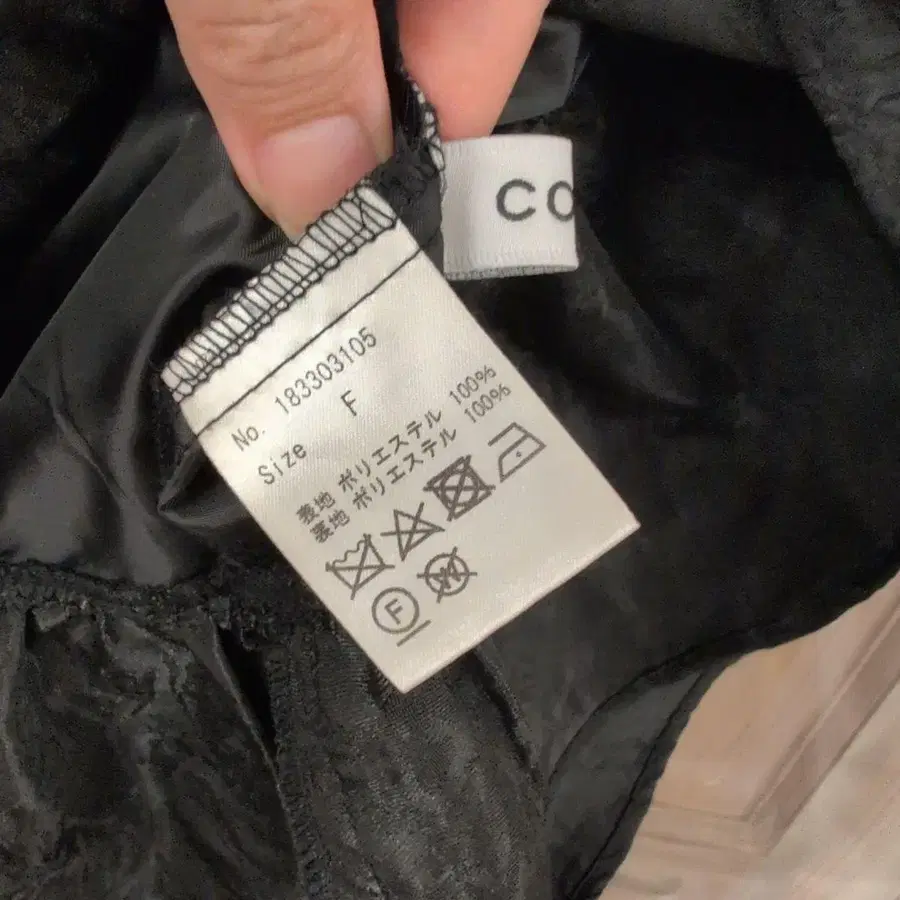 CO
No. 183303105
Size F
表地 ポリエステル 100%
裏地 ポリエステル 100%
F
W